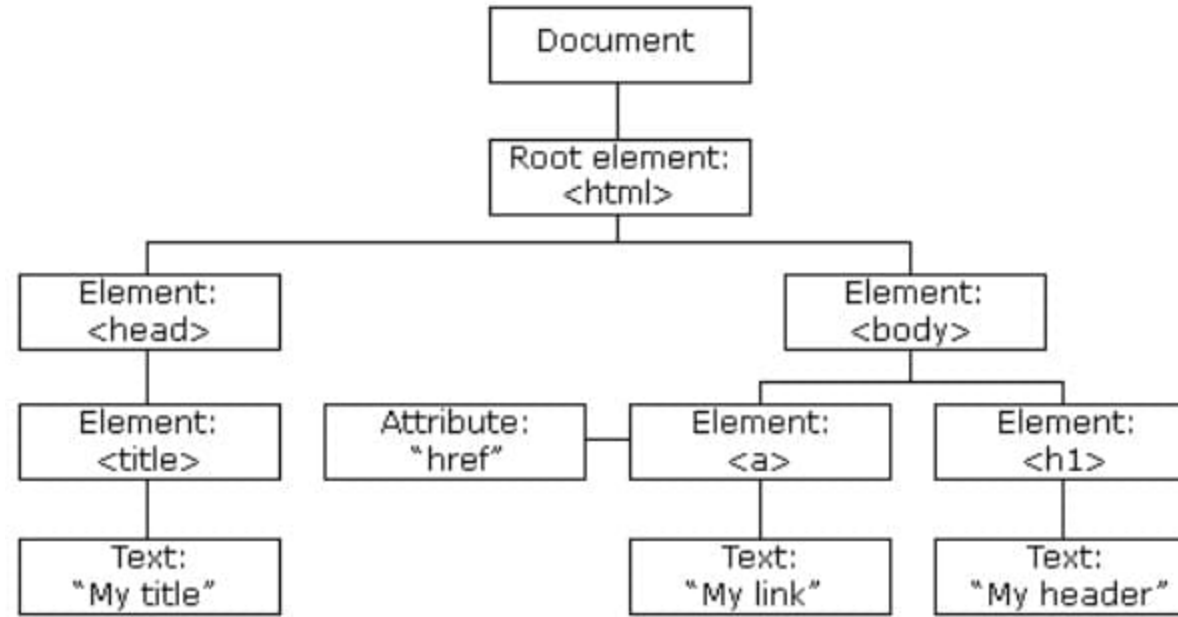 Document
Root element:
<html>
Element:
<head>
Element:
<body>
Element:
<title>
Attribute:
“href”
Element:
<a>
Element:
<h1>
Text:
“My title”
Text:
“My link”
Text:
“My header”